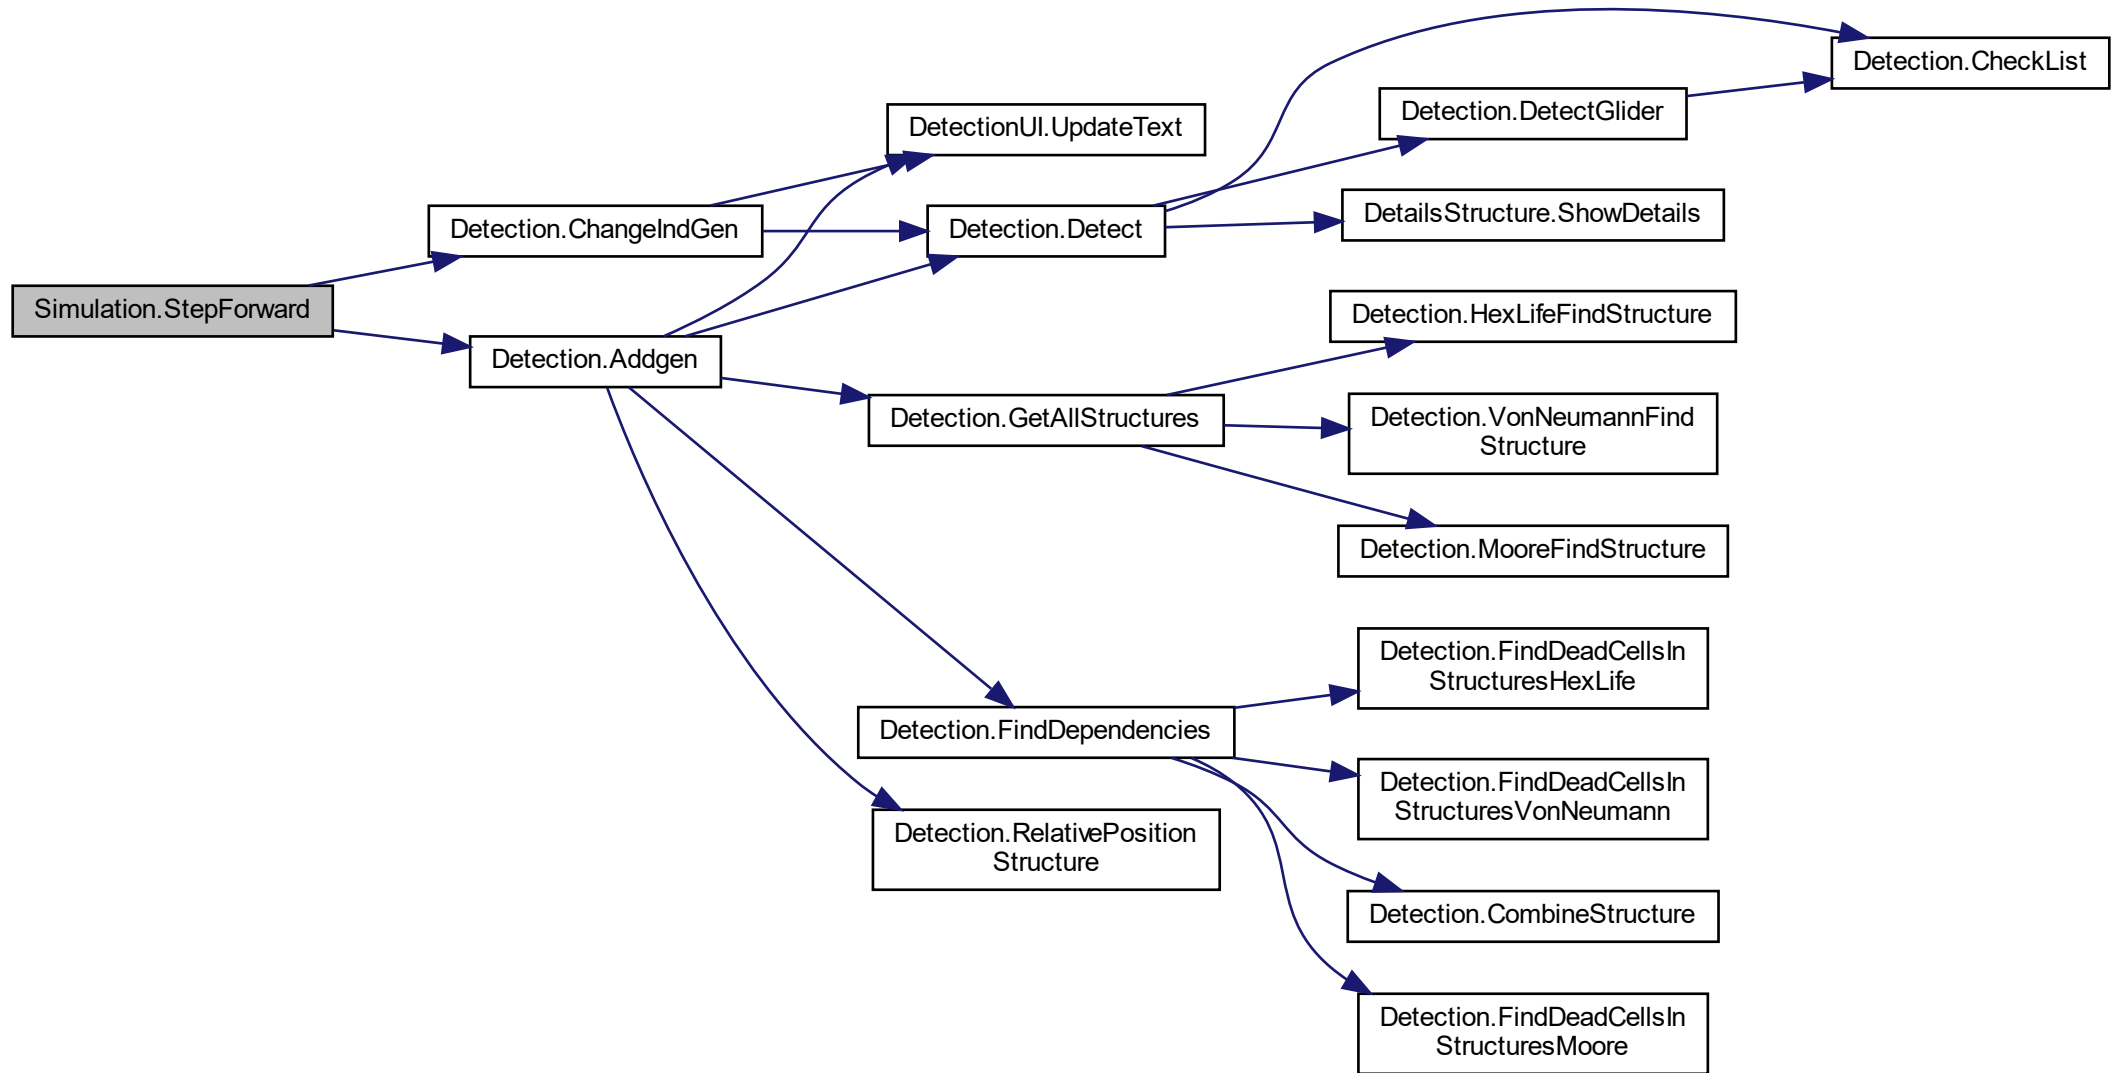 Simulation.StepForward
Detection.ChangeIndGen
Detection.Addgen
DetectionUI.UpdateText
Detection.Detect
Detection.GetAllStructures
Detection.FindDependencies
Detection.RelativePosition
Structure
Detection.CheckList
Detection.DetectGlider
DetailsStructure.ShowDetails
Detection.HexLifeFindStructure
Detection.VonNeumannFind
Structure
Detection.MooreFindStructure
Detection.FindDeadCellsIn
StructuresHexLife
Detection.FindDeadCellsIn
StructuresVonNeumann
Detection.CombineStructure
Detection.FindDeadCellsIn
StructuresMoore